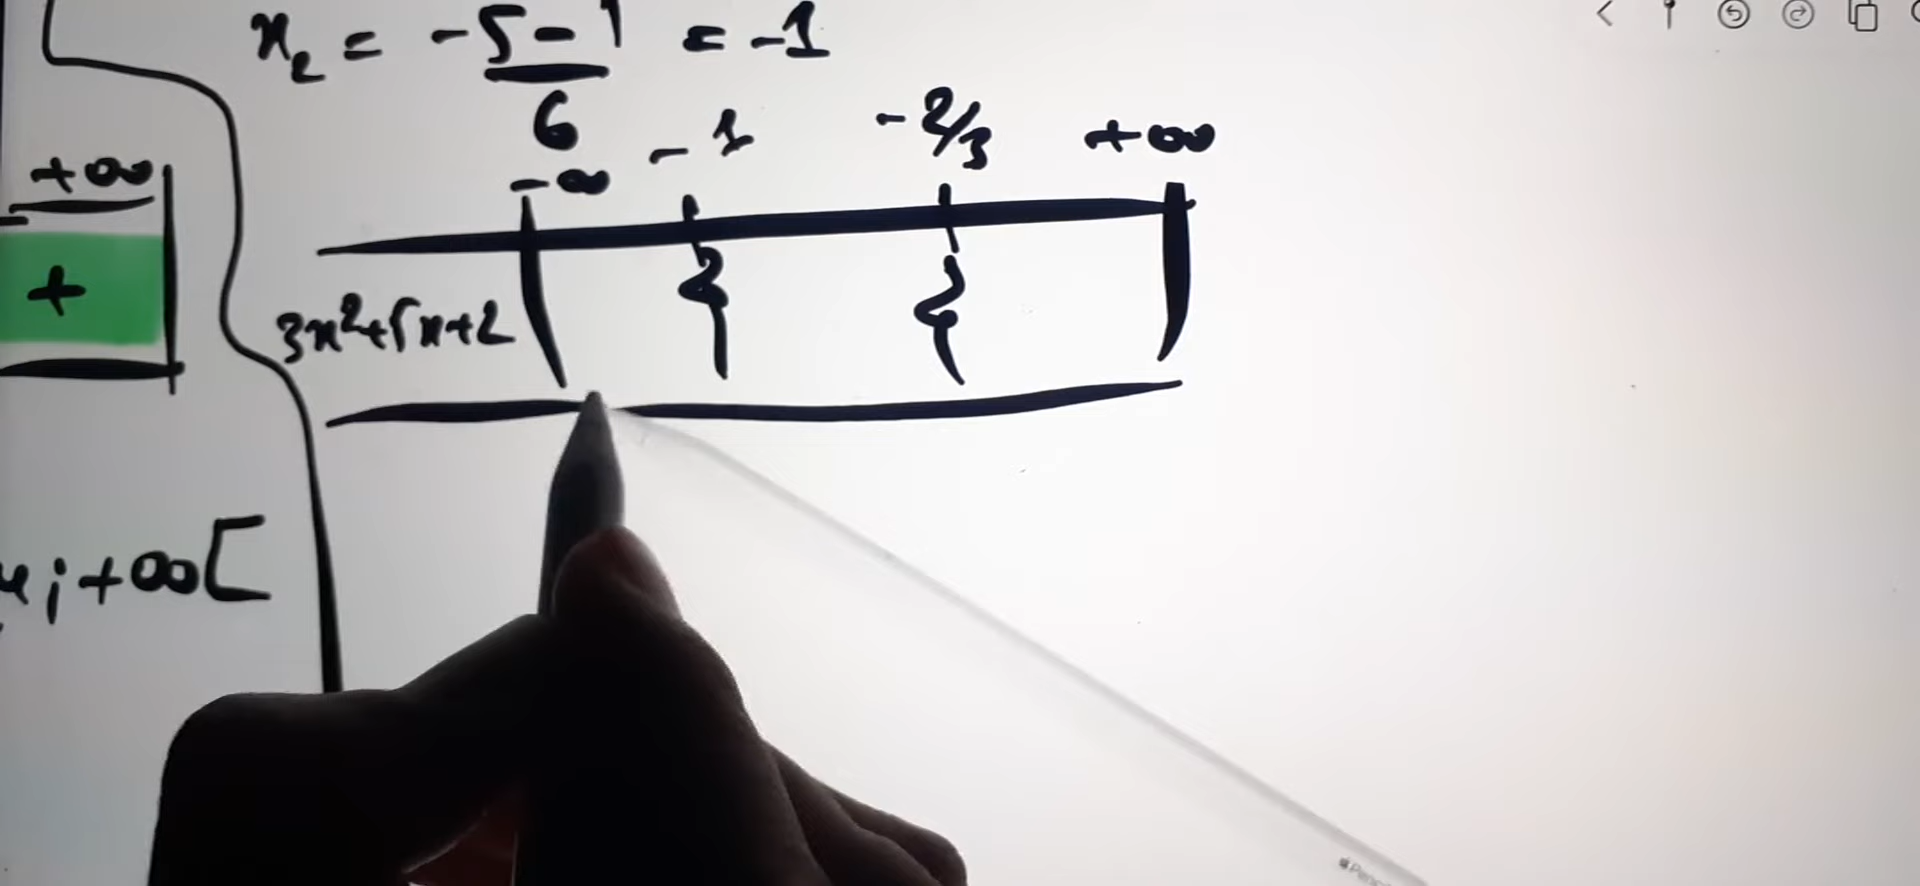 x₂ = -5-1/6 = -1
-∞ -1 -2/3 +∞
3x²+5x+2
+∞
+
; +∞[